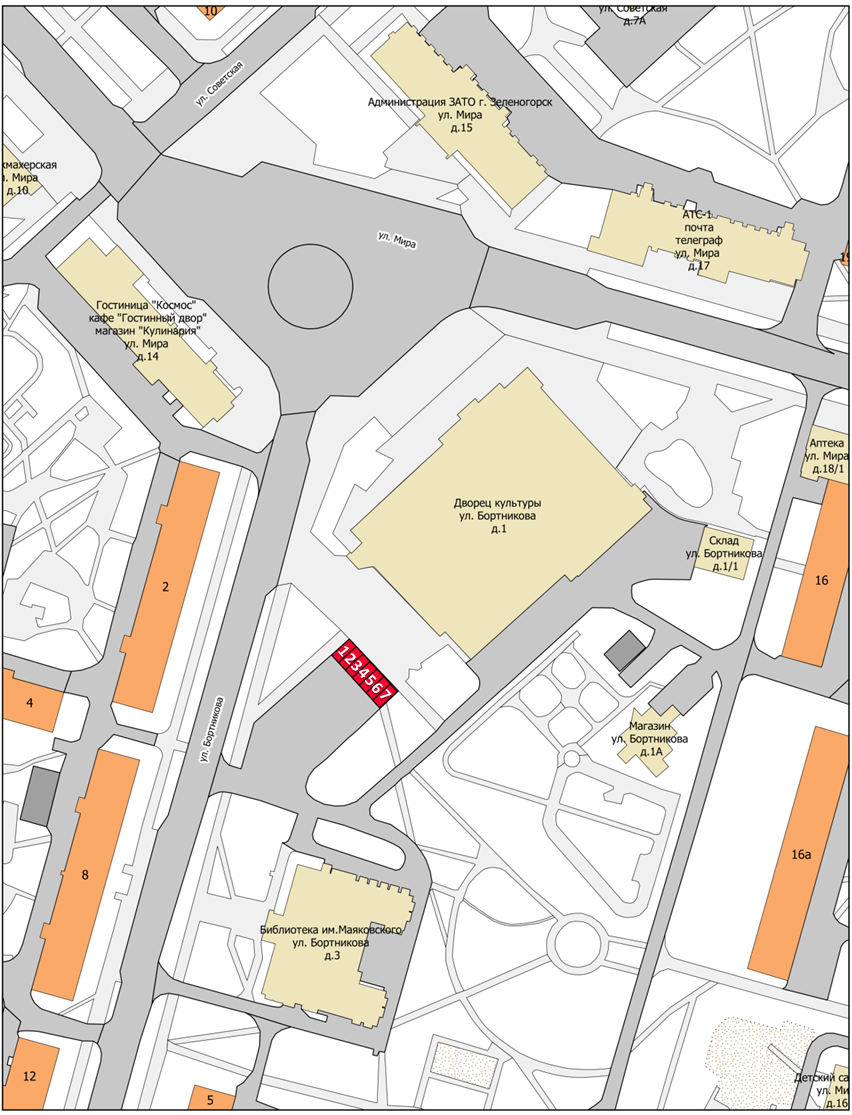 10
ул. Советская
д.7А
ул. Советская
Администрация ЗАТО г. Зеленогорск
ул. Мира
д.15
ул. Мира
д.10
АТС-1
почта
телеграф
ул. Мира
д.17
ул. Мира
Гостиница "Космос"
кафе "Гостинный двор"
магазин "Кулинария"
ул. Мира
д.14
Аптека
ул. Мира
д.18/1
Дворец культуры
ул. Бортникова
д.1
Склад
ул. Бортникова
д.1/1
2
16
1234567
4
ул. Бортникова
Магазин
ул. Бортникова
д.1А
8
16а
Библиотека им.Маяковского
ул. Бортникова
д.3
12
5
Детский са
ул. Ми
д.16